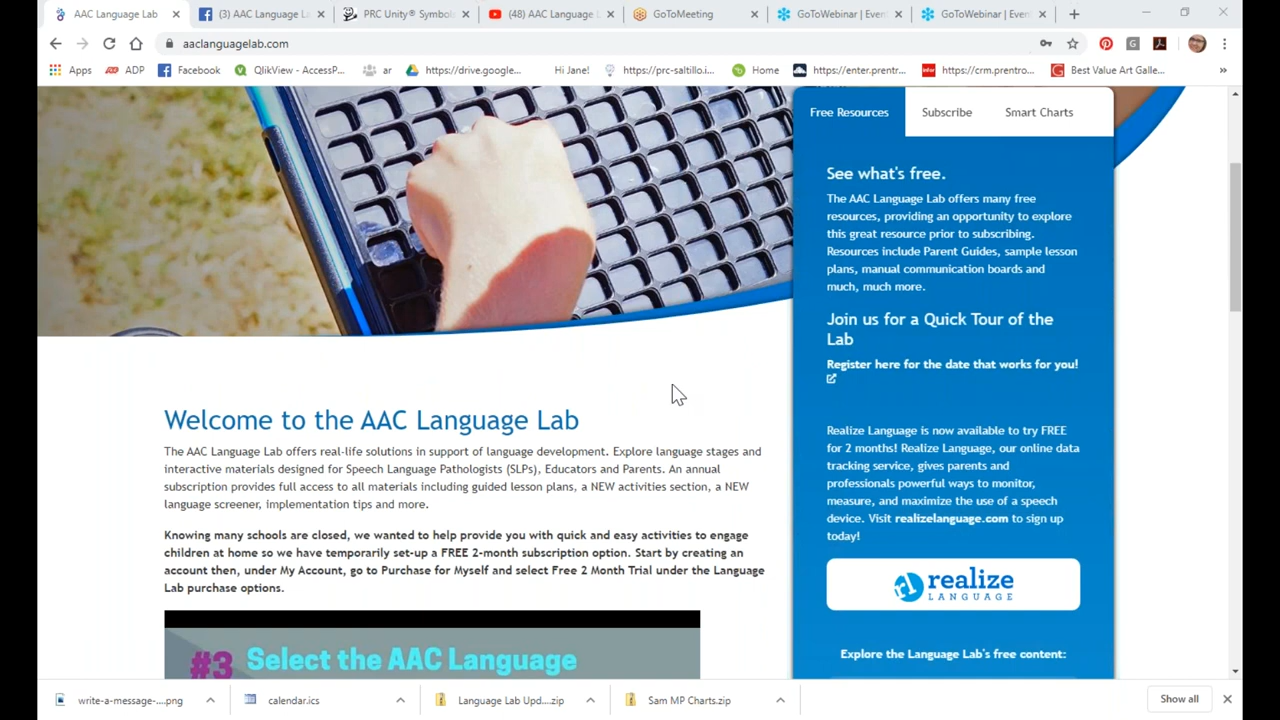 AAC Language Lab
(3) AAC Language La
PRC Unity® Symbols
(48) AAC Language L
GoToMeeting
GoToWebinar | Even
GoToWebinar | Even
aaclanguagelab.com
Apps
ADP
Facebook
QlikView - AccessP...
ar
https://drive.google...
Hi Jane!
https://prc-saltillo.i...
Home
https://enter.prentr...
https://crm.prentro...
Best Value Art Galle...
Free Resources
Subscribe
Smart Charts
See what's free.
The AAC Language Lab offers many free
resources, providing an opportunity to explore
this great resource prior to subscribing.
Resources include Parent Guides, sample lesson
plans, manual communication boards and
much, much more.
Join us for a Quick Tour of the
Lab
Register here for the date that works for you!
Realize Language is now available to try FREE
for 2 months! Realize Language, our online data
tracking service, gives parents and
professionals powerful ways to monitor,
measure, and maximize the use of a speech
device. Visit realizelanguage.com to sign up
today!
realize
LANGUAGE
Explore the Language Lab's free content:
Welcome to the AAC Language Lab
The AAC Language Lab offers real-life solutions in support of language development. Explore language stages and
interactive materials designed for Speech Language Pathologists (SLPs), Educators and Parents. An annual
subscription provides full access to all materials including guided lesson plans, a NEW activities section, a NEW
language screener, implementation tips and more.
Knowing many schools are closed, we wanted to help provide you with quick and easy activities to engage
children at home so we have temporarily set-up a FREE 2-month subscription option. Start by creating an
account then, under My Account, go to Purchase for Myself and select Free 2 Month Trial under the Language
Lab purchase options.
#3 Select the AAC Language
write-a-message-....png
calendar.ics
Language Lab Upd....zip
Sam MP Charts.zip
Show all